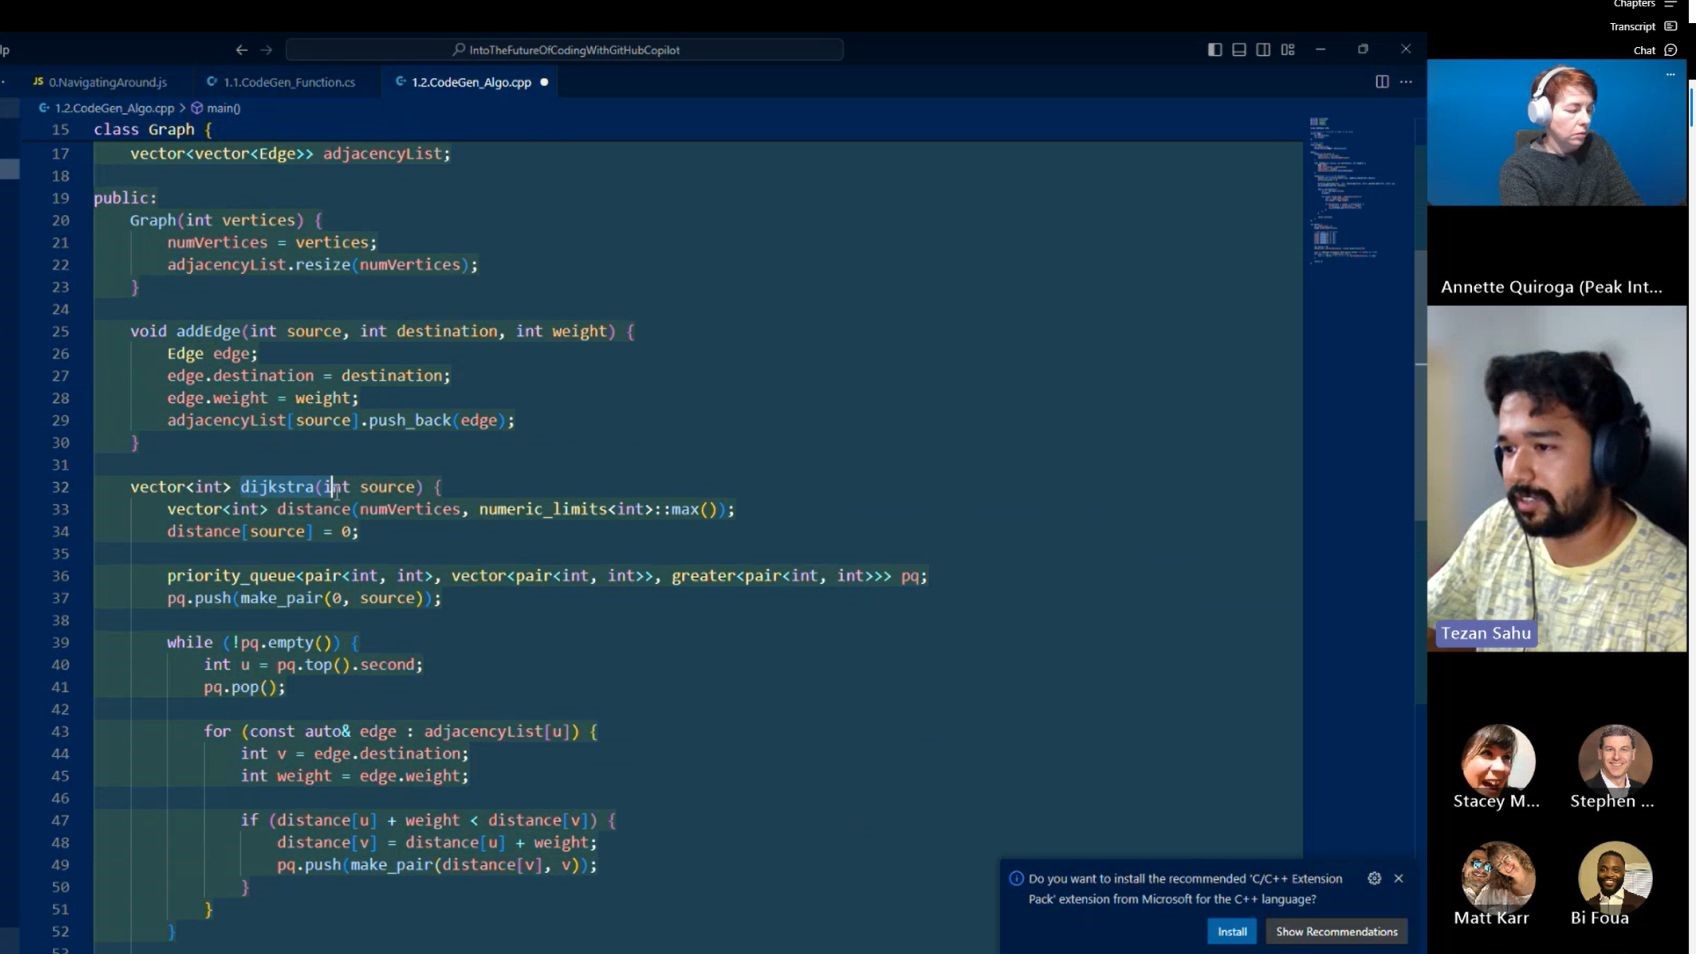 Chapters
Transcript
Chat
lp
IntoTheFutureOfCodingWithGitHubCopilot
JS 0.NavigatingAround.js
1.1.CodeGen_Function.cs
1.2.CodeGen_Algo.cpp
1.2.CodeGen_Algo.cpp > main()
15 class Graph {
17 vector<vector<Edge>> adjacencyList;
18
19 public:
20 Graph(int vertices) {
21 numVertices = vertices;
22 adjacencyList.resize(numVertices);
23 }
24
25 void addEdge(int source, int destination, int weight) {
26 Edge edge;
27 edge.destination = destination;
28 edge.weight = weight;
29 adjacencyList[source].push_back(edge);
30 }
31
32 vector<int> dijkstra(int source) {
33 vector<int> distance(numVertices, numeric_limits<int>::max());
34 distance[source] = 0;
35
36 priority_queue<pair<int, int>, vector<pair<int, int>>, greater<pair<int, int>>> pq;
37 pq.push(make_pair(0, source));
38
39 while (!pq.empty()) {
40 int u = pq.top().second;
41 pq.pop();
42
43 for (const auto& edge : adjacencyList[u]) {
44 int v = edge.destination;
45 int weight = edge.weight;
46
47 if (distance[u] + weight < distance[v]) {
48 distance[v] = distance[u] + weight;
49 pq.push(make_pair(distance[v], v));
50 }
51 }
52 }
Do you want to install the recommended 'C/C++ Extension
Pack' extension from Microsoft for the C++ language?
Install
Show Recommendations
Annette Quiroga (Peak Int...
Tezan Sahu
Stacey M...
Stephen ...
Matt Karr
Bi Foua